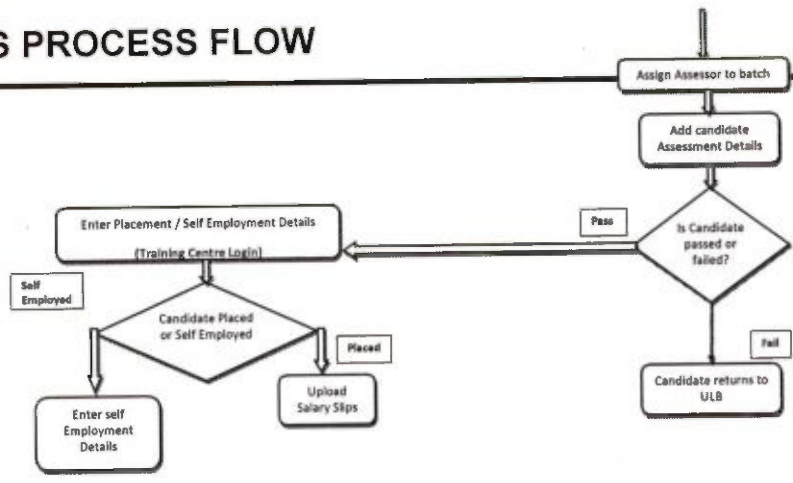 S PROCESS FLOW
Assign Assessor to batch
Add candidate
Assessment Details
Is Candidate
passed or
failed?
Pass
Fail
Candidate returns to
ULB
Enter Placement / Self Employment Details
(Training Centre Login)
Candidate Placed
or Self Employed
Self
Employed
Placed
Enter self
Employment
Details
Upload
Salary Slips